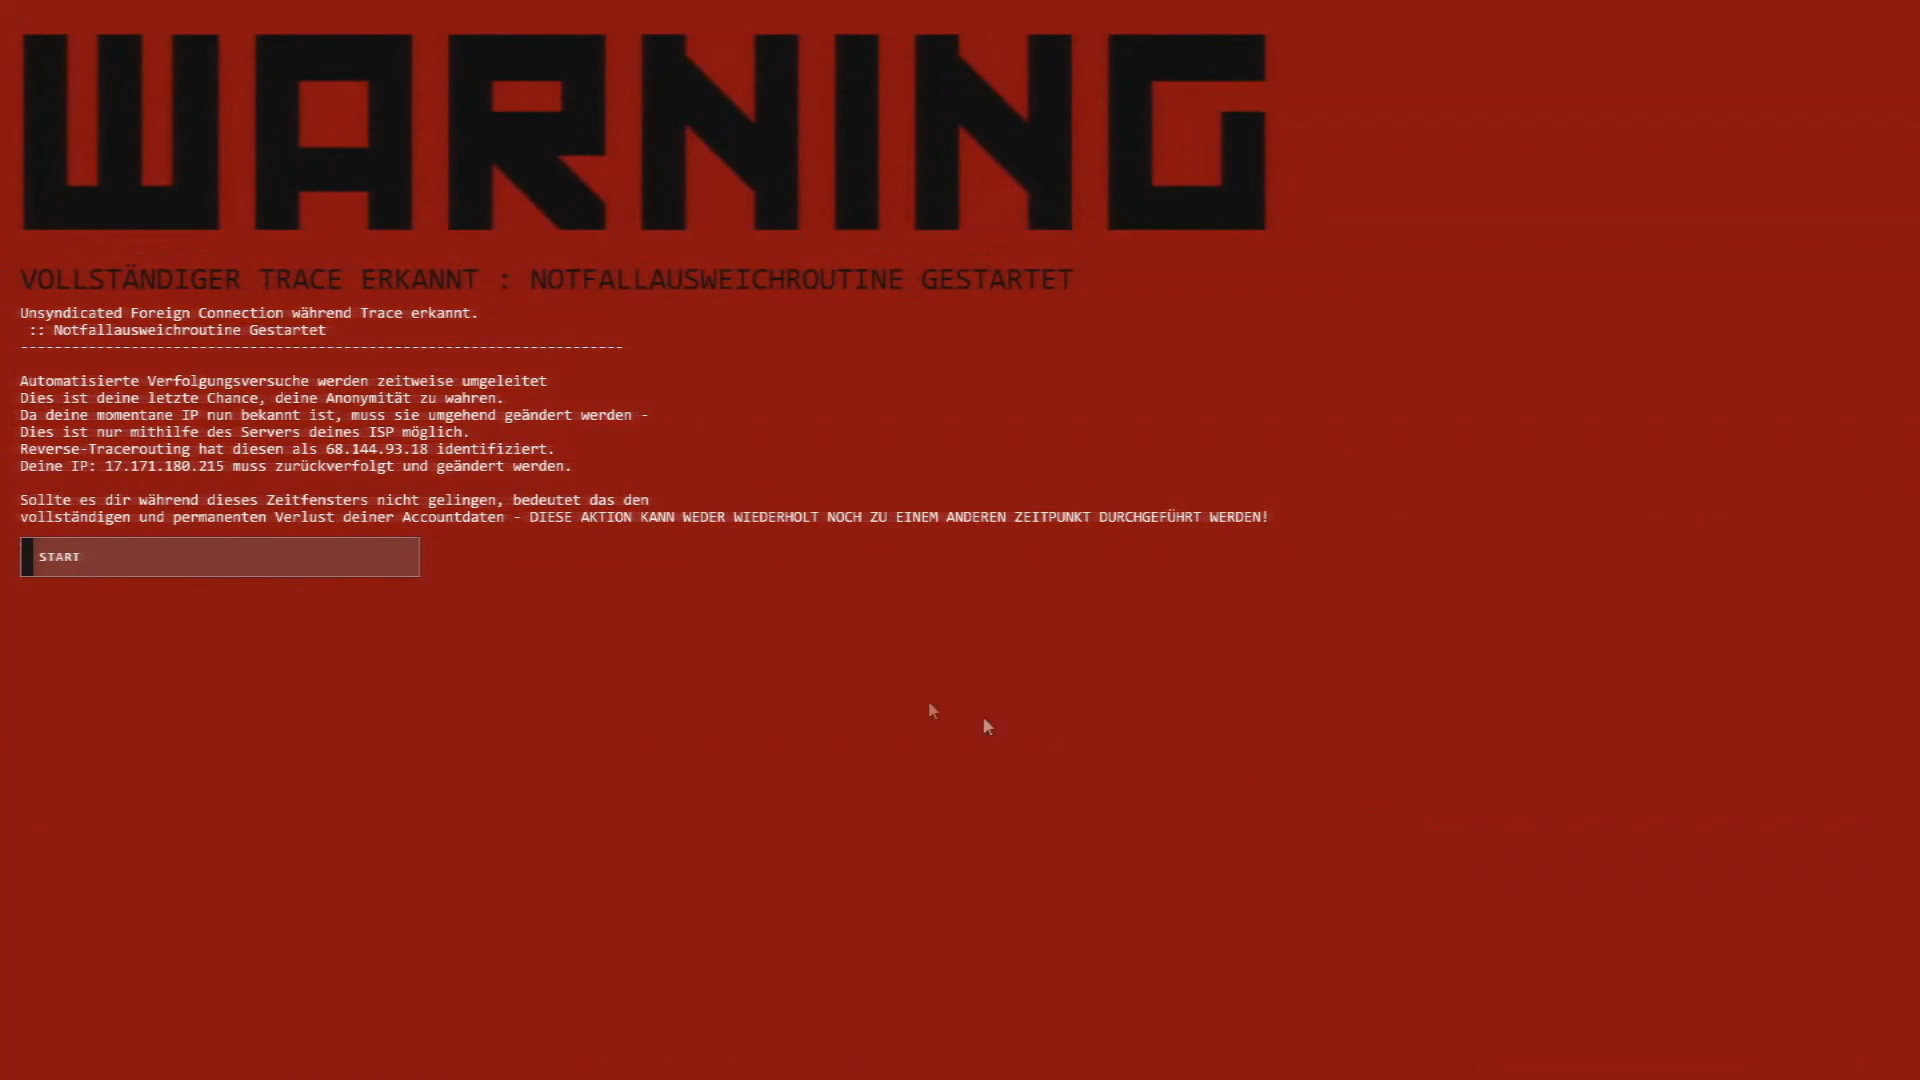 WARNING
VOLLSTÄNDIGER TRACE ERKANNT : NOTFALLAUSWEICHROUTINE GESTARTET
Unsyndicated Foreign Connection während Trace erkannt.
:: Notfallausweichroutine Gestartet
-----------------------------------------------------------------------
Automatisierte Verfolgungsversuche werden zeitweise umgeleitet
Dies ist deine letzte Chance, deine Anonymität zu wahren.
Da deine momentane IP nun bekannt ist, muss sie umgehend geändert werden -
Dies ist nur mithilfe des Servers deines ISP möglich.
Reverse-Tracerouting hat diesen als 68.144.93.18 identifiziert.
Deine IP: 17.171.180.215 muss zurückverfolgt und geändert werden.
Sollte es dir während dieses Zeitfensters nicht gelingen, bedeutet das den
vollständigen und permanenten Verlust deiner Accountdaten - DIESE AKTION KANN WEDER WIEDERHOLT NOCH ZU EINEM ANDEREN ZEITPUNKT DURCHGEFÜHRT WERDEN!
START